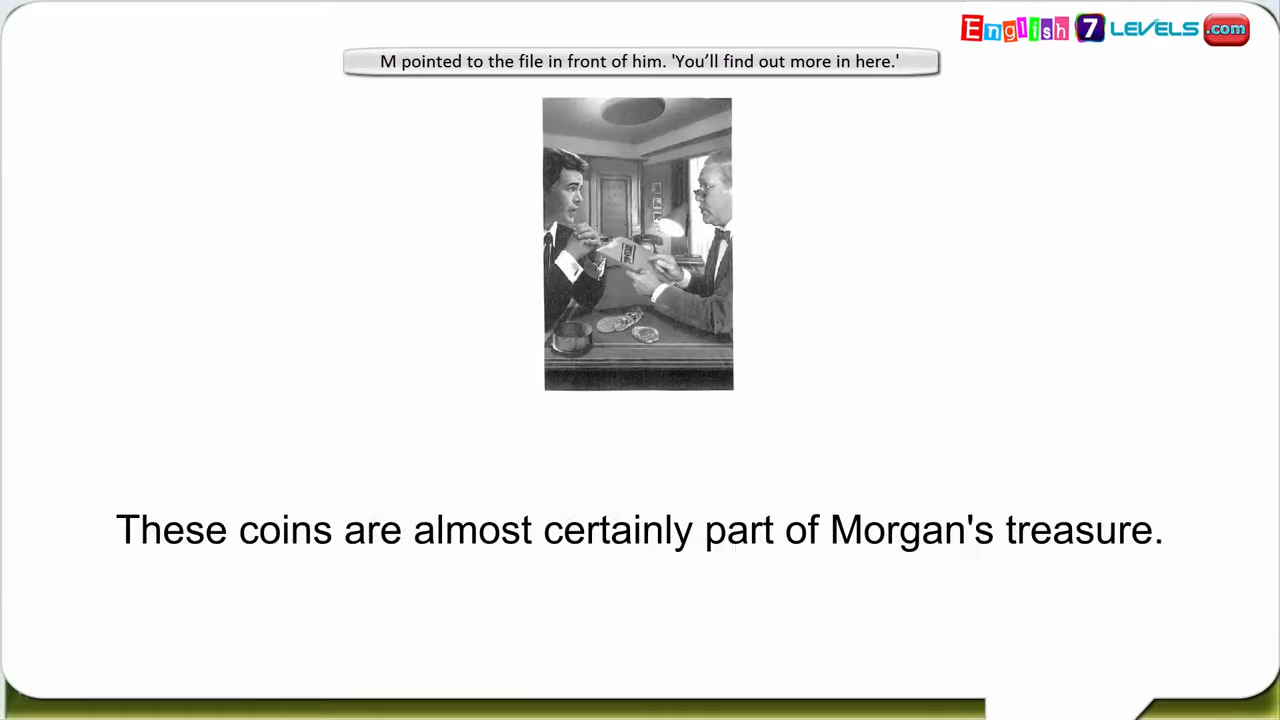 English 7 LEVELS .com
M pointed to the file in front of him. 'You’ll find out more in here.'
These coins are almost certainly part of Morgan's treasure.